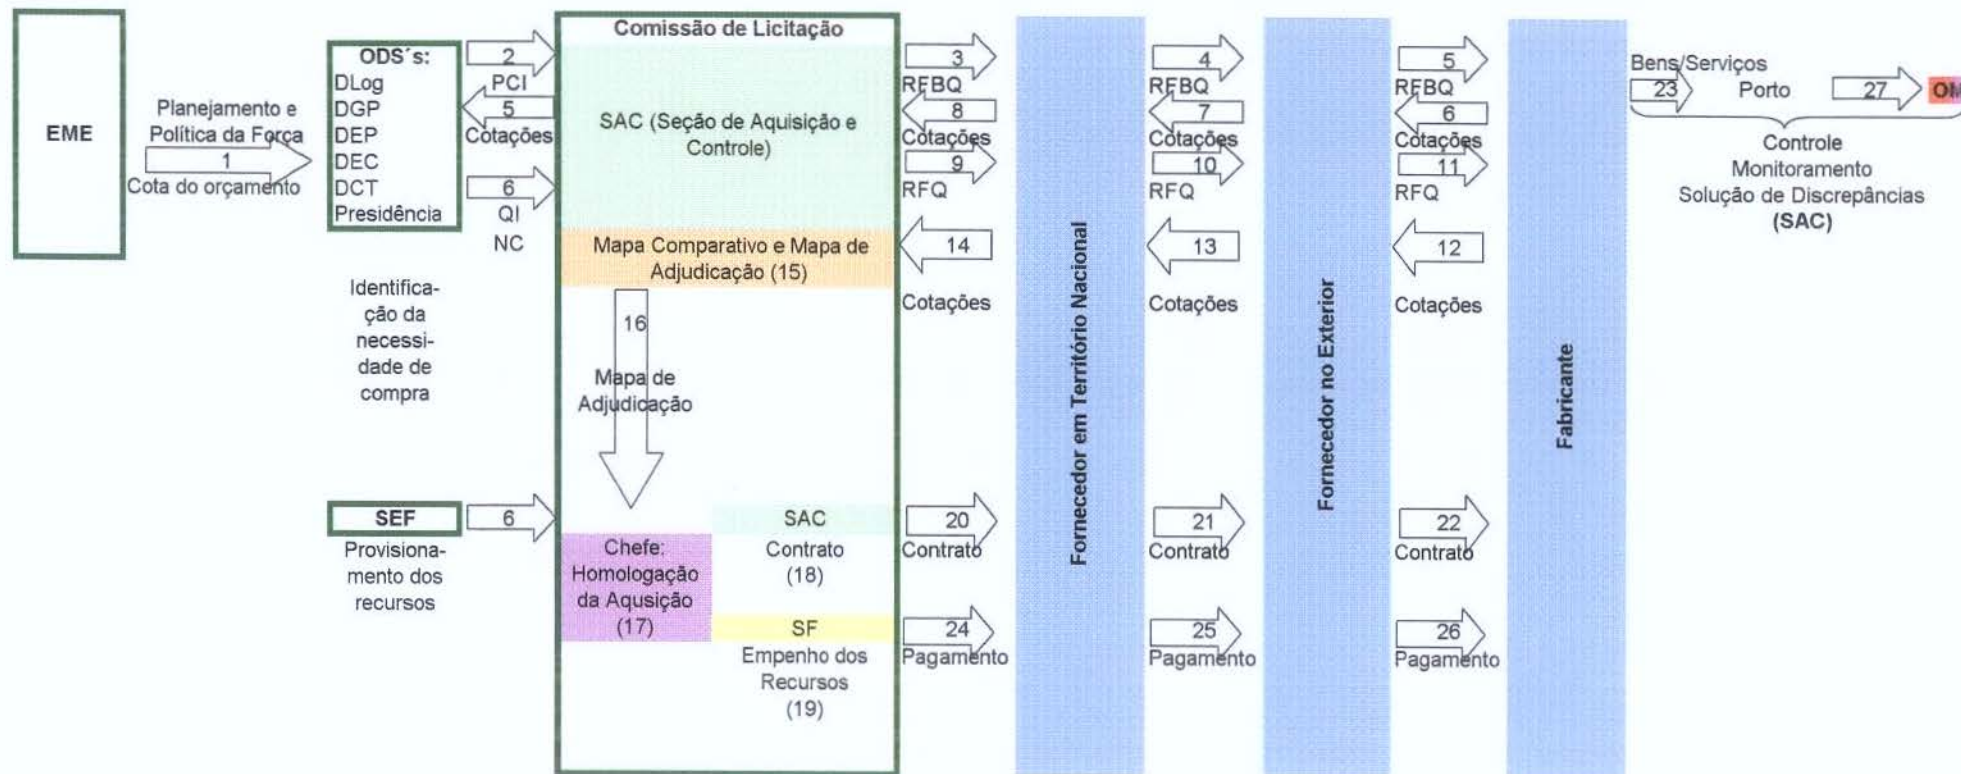 EME
Planejamento e
Política da Força
1
Cota do orçamento
ODS´s:
DLog
DGP
DEP
DEC
DCT
Presidência
Identifica-
ção da
necessi-
dade de
compra
SEF
Provisiona-
mento dos
recursos
2
PCI
5
Cotações
6
QI
NC
6
Comissão de Licitação
SAC (Seção de Aquisição e
Controle)
Mapa Comparativo e Mapa de
Adjudicação (15)
16
Mapa de
Adjudicação
Chefe:
Homologação
da Aqusição
(17)
SAC
Contrato
(18)
SF
Empenho dos
Recursos
(19)
3
RFBQ
8
Cotações
9
RFQ
14
Cotações
20
Contrato
24
Pagamento
Fornecedor em Território Nacional
4
RFBQ
7
Cotações
10
RFQ
13
Cotações
21
Contrato
25
Pagamento
Fornecedor no Exterior
5
RFBQ
6
Cotações
11
RFQ
12
Cotações
22
Contrato
26
Pagamento
Fabricante
Bens/Serviços
23
Porto
27
OM
Controle
Monitoramento
Solução de Discrepâncias
(SAC)